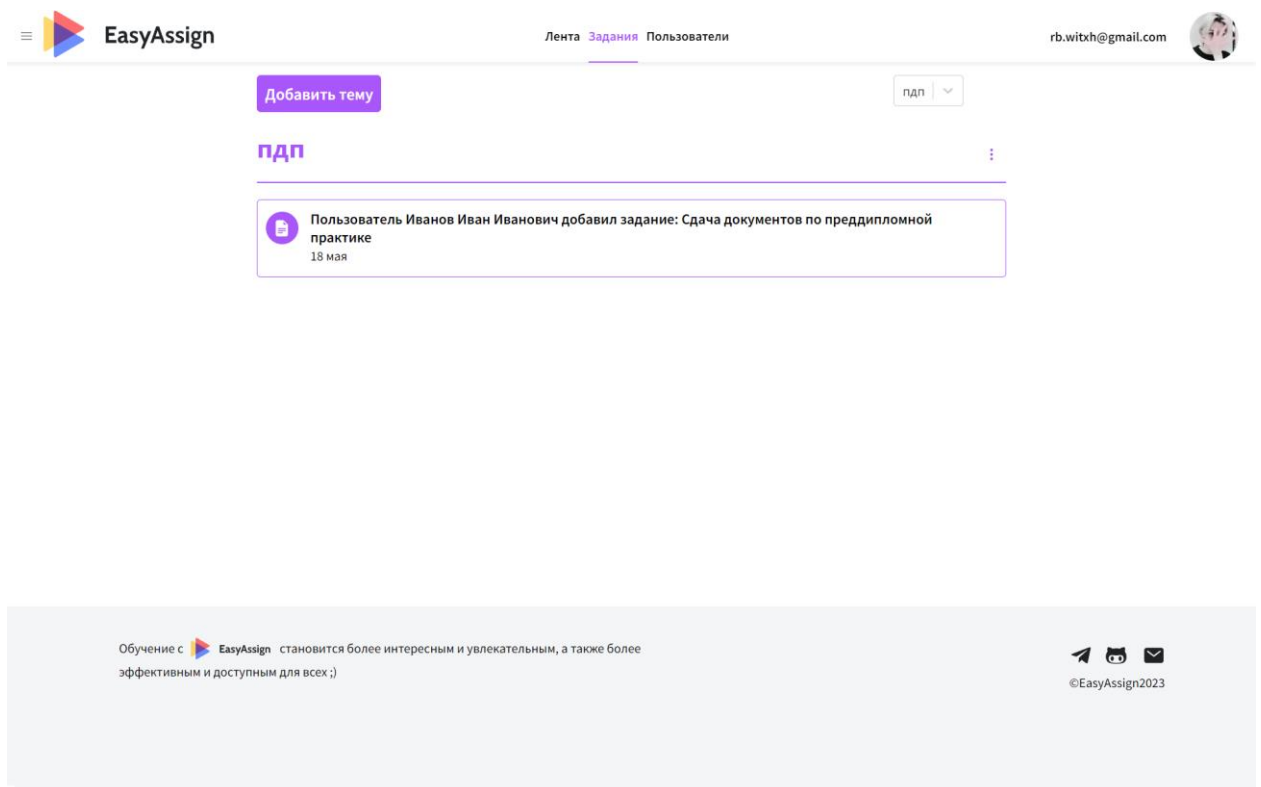 EasyAssign
Лента Задания Пользователи
rb.witxh@gmail.com
Добавить тему
пдп
пдп
Пользователь Иванов Иван Иванович добавил задание: Сдача документов по преддипломной
практике
18 мая
Обучение с EasyAssign становится более интересным и увлекательным, а также более
эффективным и доступным для всех ;)
©EasyAssign2023